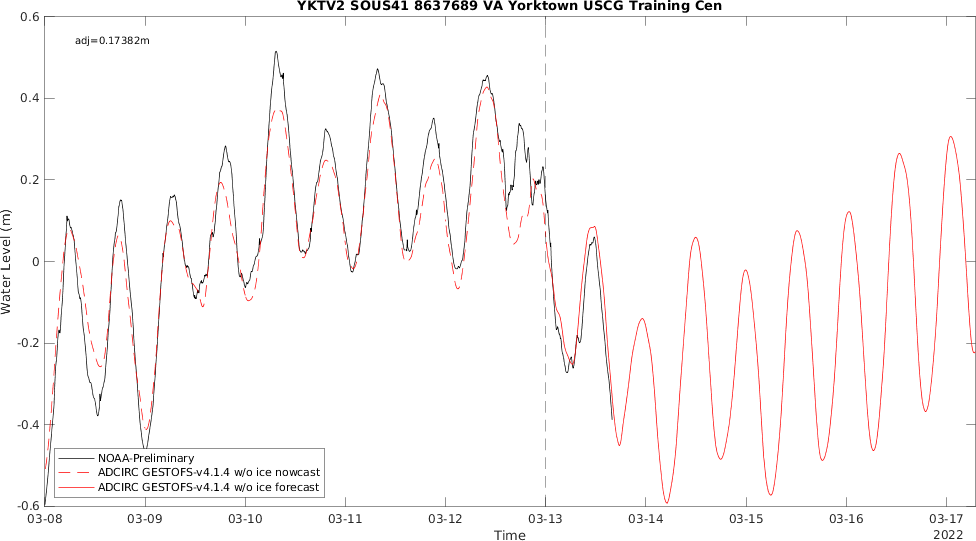 YKTV2 SOUS41 8637689 VA Yorktown USCG Training Cen
adj=0.17382m
Water Level (m)
0.6
0.4
0.2
0
-0.2
-0.4
-0.6
NOAA-Preliminary
ADCIRC GESTOFS-v4.1.4 w/o ice nowcast
ADCIRC GESTOFS-v4.1.4 w/o ice forecast
03-08 03-09 03-10 03-11 03-12 03-13 03-14 03-15 03-16 03-17
Time
2022